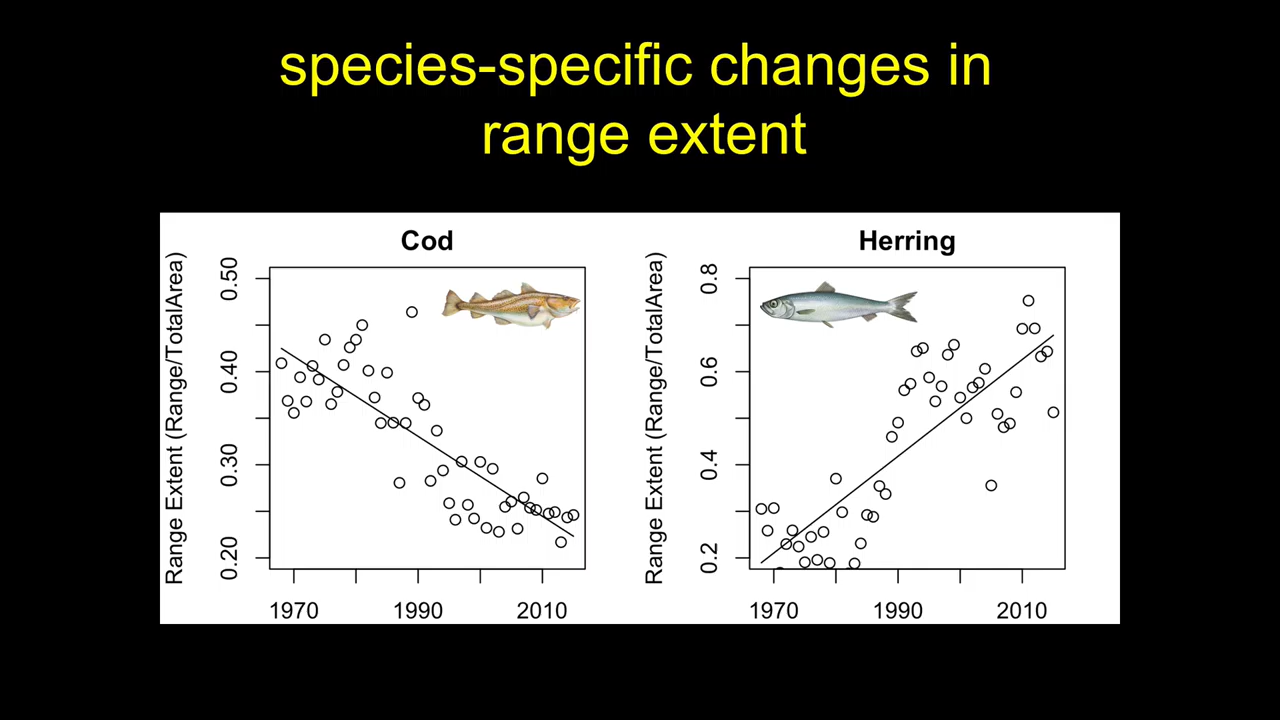 species-specific changes in
range extent
Cod
Range Extent (Range/TotalArea)
0.50
0.40
0.30
0.20
1970 1990 2010
Herring
Range Extent (Range/TotalArea)
0.8
0.6
0.4
0.2
1970 1990 2010